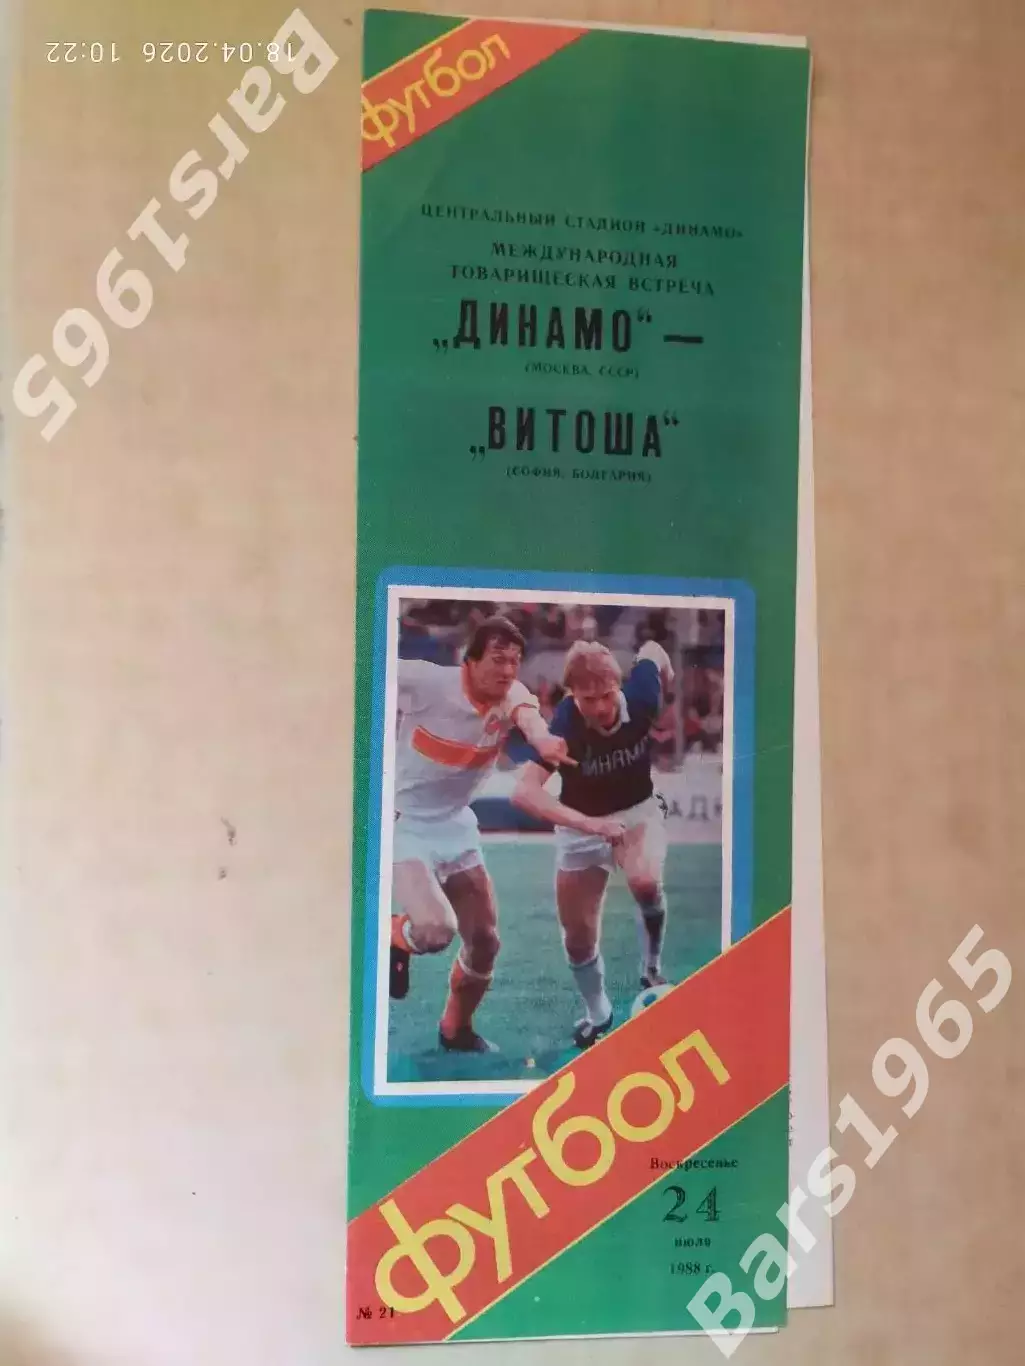 18.04.2026 10:22
Bars1965
футбол
ЦЕНТРАЛЬНЫЙ СТАДИОН «ДИНАМО»
МЕЖДУНАРОДНАЯ
ТОВАРИЩЕСКАЯ ВСТРЕЧА
„ДИНАМО“ —
(МОСКВА, СССР)
„ВИТОША“
(СОФИЯ, БОЛГАРИЯ)
ДИНАМО
футбол
Воскресенье
24
июля
1988 г.
№ 21
Bars1965